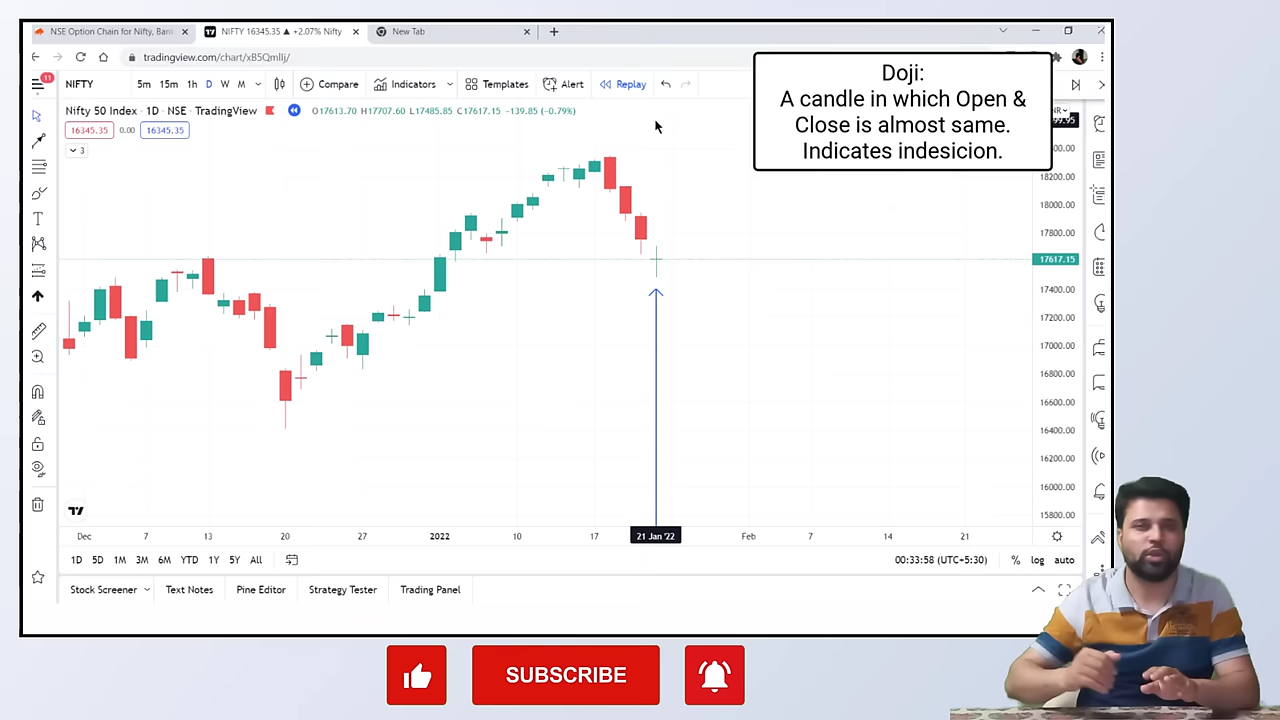 NSE Option Chain for Nifty, Bank
NIFTY 16345.35 ▲ +2.07% Nifty
New Tab
tradingview.com/chart/xB5QmIIj/
11
NIFTY
5m 15m 1h D W M
Compare
Indicators
Templates
Alert
Replay
Nifty 50 Index · 1D · NSE · TradingView
O17613.70 H17707.60 L17485.85 C17617.15 −139.85 (−0.79%)
16345.35 0.00 16345.35
3
Doji:
A candle in which Open &
Close is almost same.
Indicates indesicion.
18200.00
18000.00
17800.00
17617.15
17400.00
17200.00
17000.00
16800.00
16600.00
16400.00
16200.00
16000.00
15800.00
Dec 7 13 20 27 2022 10 17 21 Jan '22 Feb 7 14 21
1D 5D 1M 3M 6M YTD 1Y 5Y All
00:33:58 (UTC+5:30) % log auto
Stock Screener Text Notes Pine Editor Strategy Tester Trading Panel
SUBSCRIBE